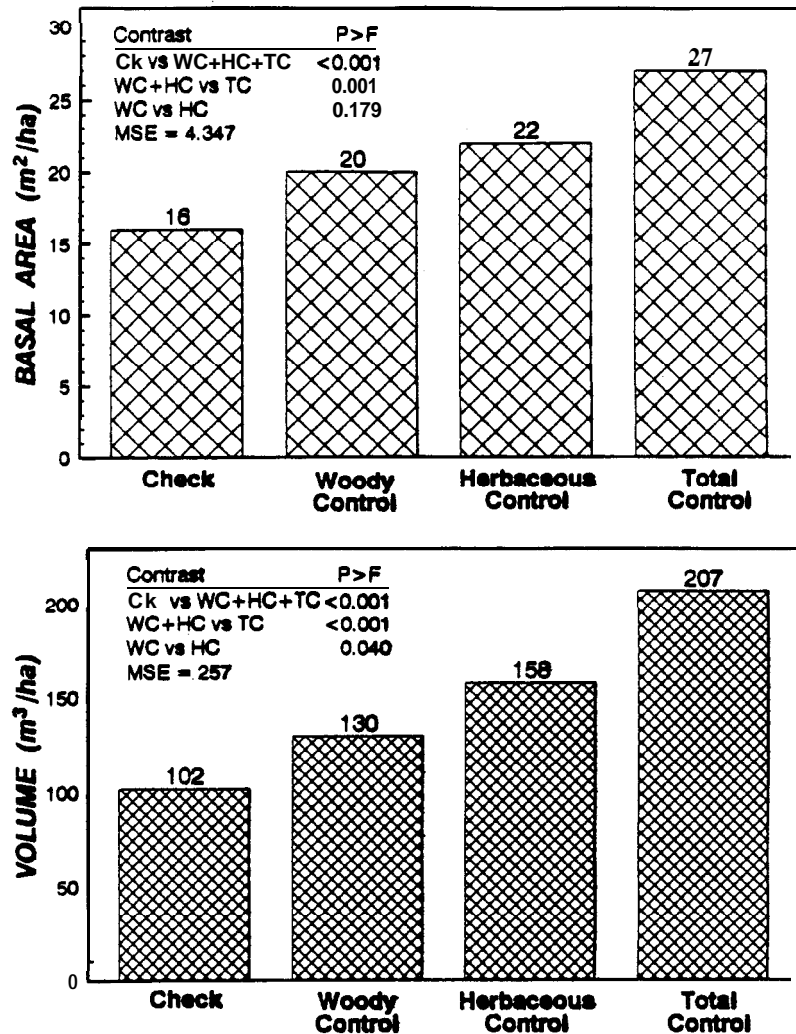 30
Contrast P>F
Ck vs WC+HC+TC <0.001
WC+HC vs TC 0.001
WC vs HC 0.179
MSE = 4.347
27
25
22
20
20
16
15
10
5
0
BASAL AREA (m²/ha)
Check
Woody Control
Herbaceous Control
Total Control
Contrast P>F
Ck vs WC+HC+TC <0.001
WC+HC vs TC <0.001
WC vs HC 0.040
MSE = 257
207
200
158
150
130
102
100
50
0
VOLUME (m³/ha)
Check
Woody Control
Herbaceous Control
Total Control